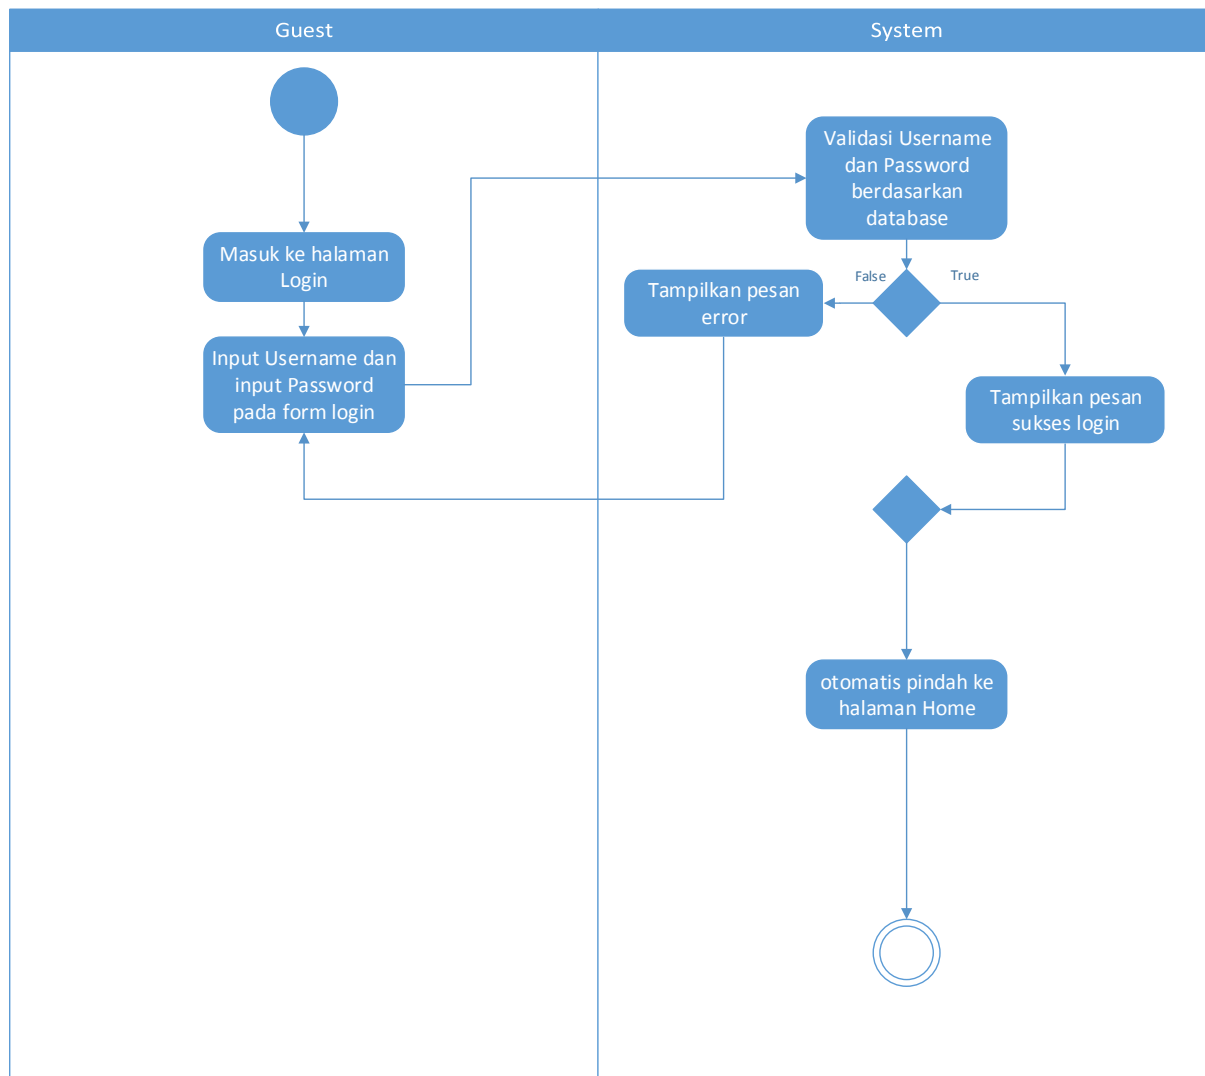 Guest
System
Masuk ke halaman
Login
Input Username dan
input Password
pada form login
Validasi Username
dan Password
berdasarkan
database
False
True
Tampilkan pesan
error
Tampilkan pesan
sukses login
otomatis pindah ke
halaman Home